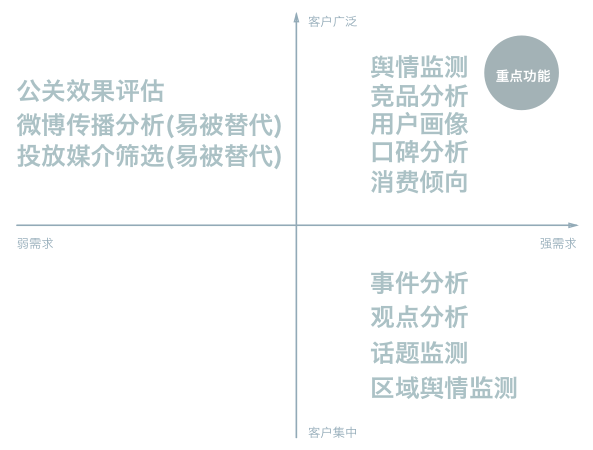 客户广泛
公关效果评估
微博传播分析(易被替代)
投放媒介筛选(易被替代)
舆情监测
竞品分析
用户画像
口碑分析
消费倾向
重点功能
弱需求
强需求
事件分析
观点分析
话题监测
区域舆情监测
客户集中